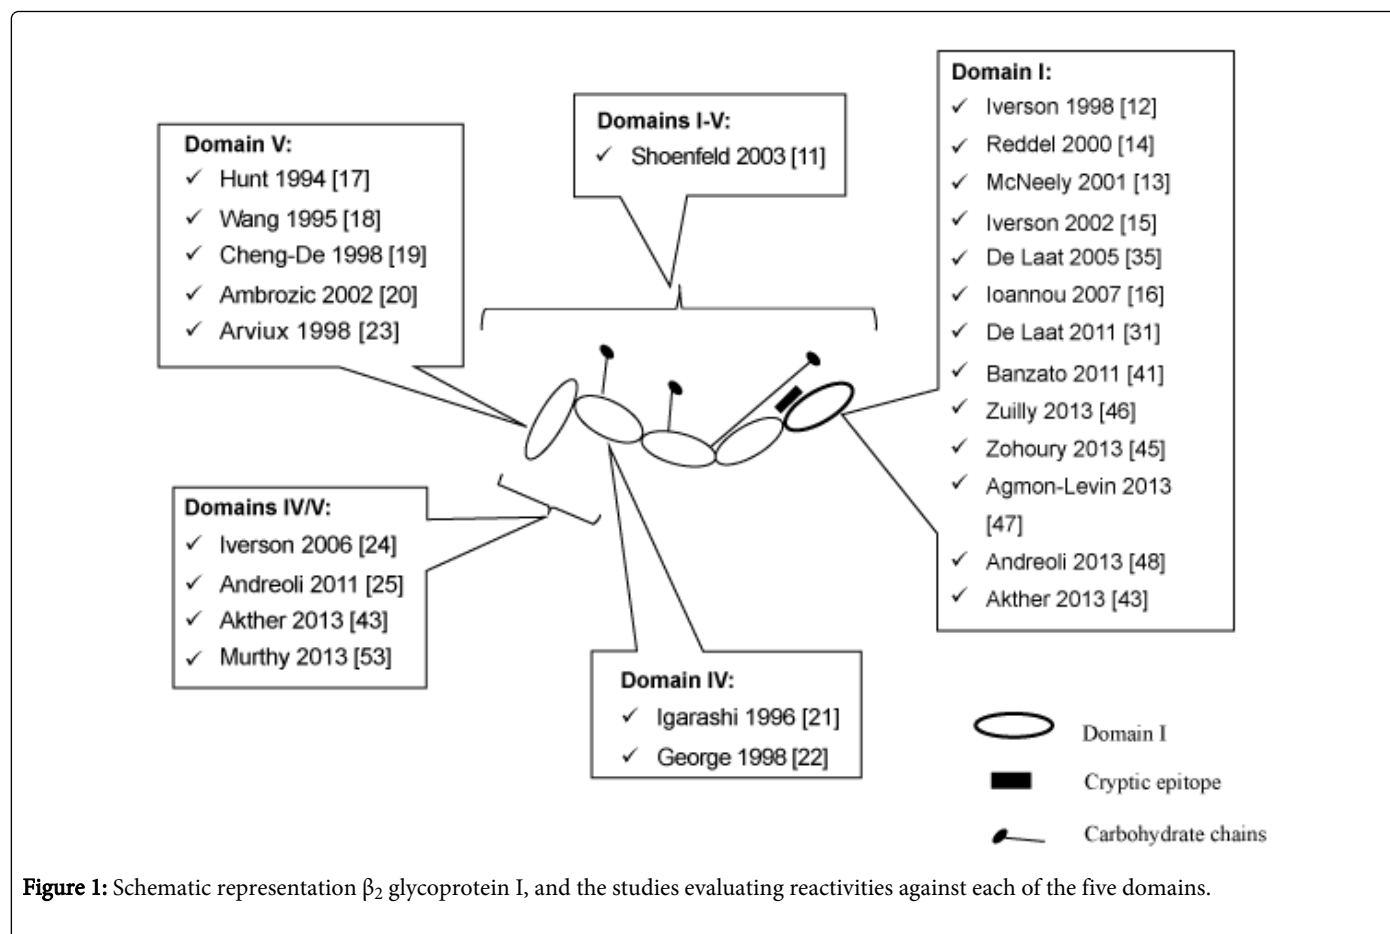 Domain V:
✓ Hunt 1994 [17]
✓ Wang 1995 [18]
✓ Cheng-De 1998 [19]
✓ Ambrozic 2002 [20]
✓ Arviux 1998 [23]
Domains I-V:
✓ Shoenfeld 2003 [11]
Domain I:
✓ Iverson 1998 [12]
✓ Reddel 2000 [14]
✓ McNeely 2001 [13]
✓ Iverson 2002 [15]
✓ De Laat 2005 [35]
✓ Ioannou 2007 [16]
✓ De Laat 2011 [31]
✓ Banzato 2011 [41]
✓ Zuilly 2013 [46]
✓ Zohoury 2013 [45]
✓ Agmon-Levin 2013
[47]
✓ Andreoli 2013 [48]
✓ Akther 2013 [43]
Domains IV/V:
✓ Iverson 2006 [24]
✓ Andreoli 2011 [25]
✓ Akther 2013 [43]
✓ Murthy 2013 [53]
Domain IV:
✓ Igarashi 1996 [21]
✓ George 1998 [22]
Domain I
Cryptic epitope
Carbohydrate chains
Figure 1: Schematic representation β₂ glycoprotein I, and the studies evaluating reactivities against each of the five domains.